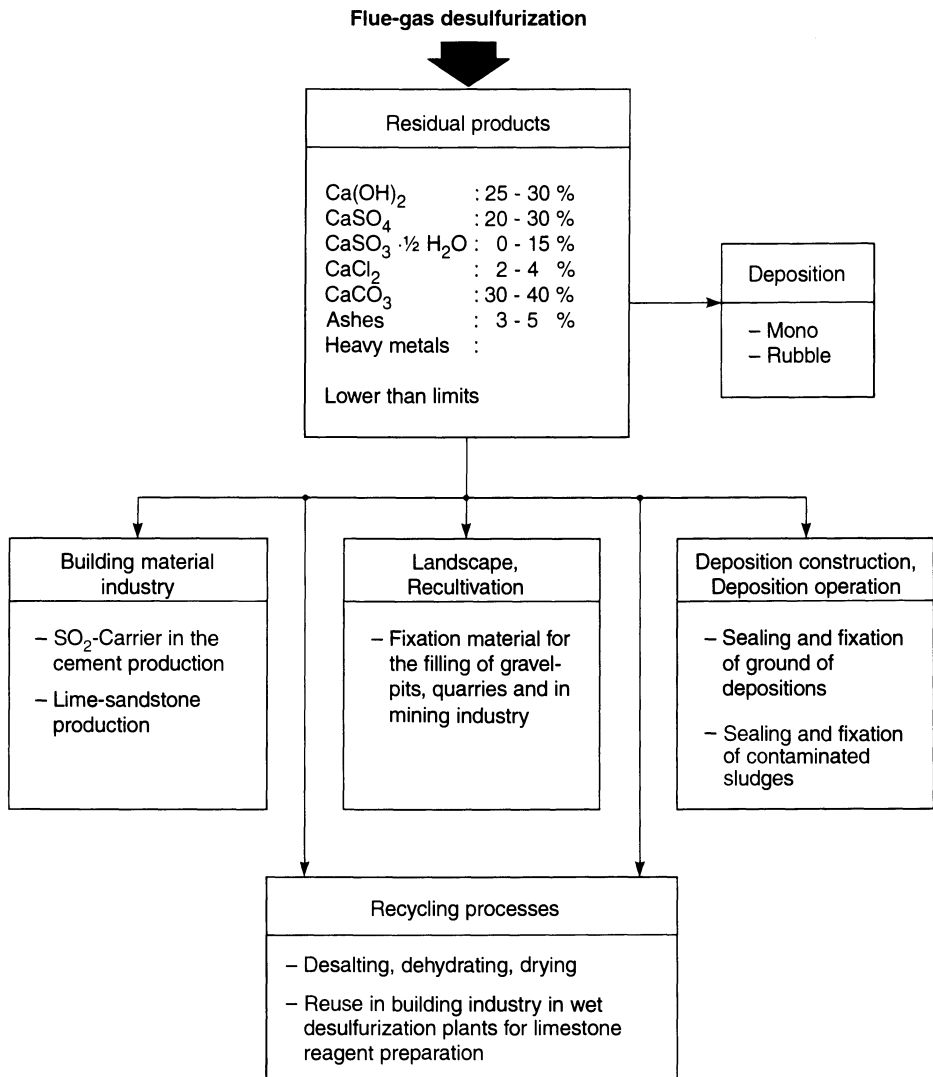 Flue-gas desulfurization
Residual products
Ca(OH)₂ : 25 - 30 %
CaSO₄ : 20 - 30 %
CaSO₃ · ½ H₂O : 0 - 15 %
CaCl₂ : 2 - 4 %
CaCO₃ : 30 - 40 %
Ashes : 3 - 5 %
Heavy metals :
Lower than limits
Deposition
– Mono
– Rubble
Building material
industry
– SO₂-Carrier in the
cement production
– Lime-sandstone
production
Landscape,
Recultivation
– Fixation material for
the filling of gravel-
pits, quarries and in
mining industry
Deposition construction,
Deposition operation
– Sealing and fixation
of ground of
depositions
– Sealing and fixation
of contaminated
sludges
Recycling processes
– Desalting, dehydrating, drying
– Reuse in building industry in wet
desulfurization plants for limestone
reagent preparation